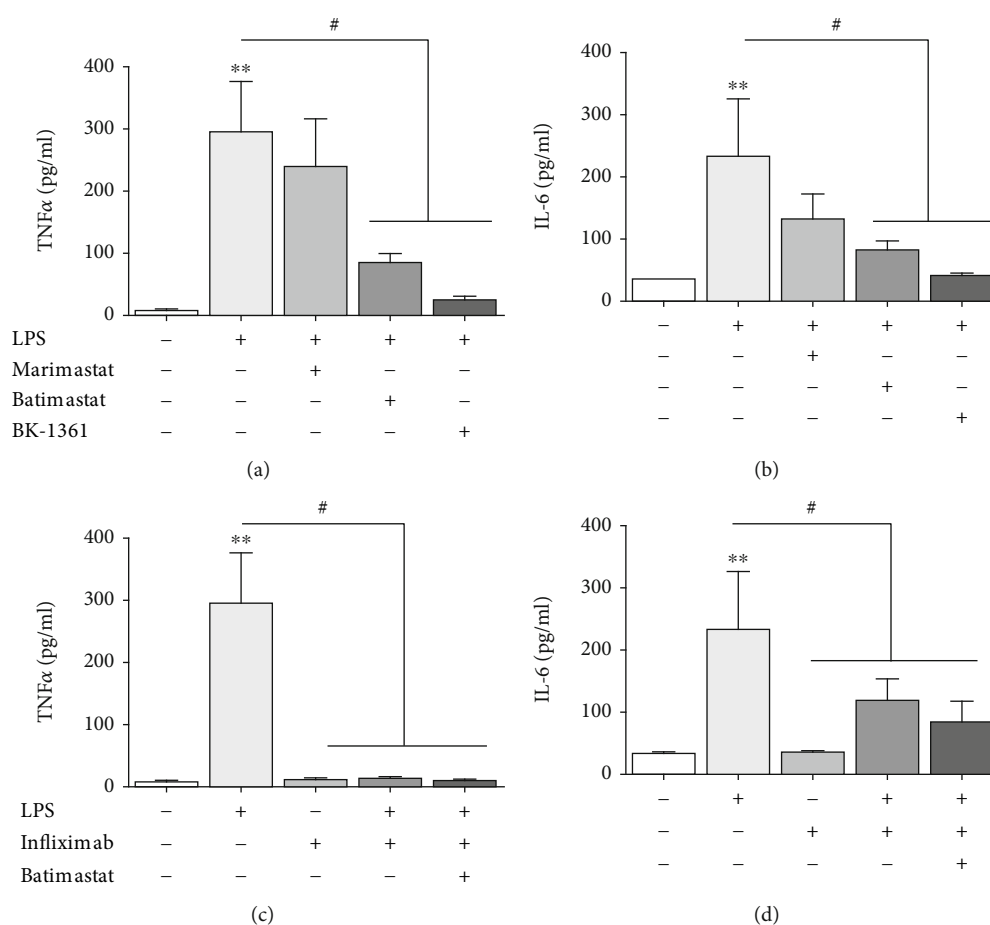 #
**
TNFα (pg/ml)
400
300
200
100
0
LPS – + + + +
Marimastat – – + – –
Batimastat – – – + –
BK-1361 – – – – +
(a)
#
**
IL-6 (pg/ml)
400
300
200
100
0
– + + + +
– – + – –
– – – + –
– – – – +
(b)
#
**
TNFα (pg/ml)
400
300
200
100
0
LPS – + – + +
Infliximab – – + + +
Batimastat – – – – +
(c)
#
**
IL-6 (pg/ml)
400
300
200
100
0
– + – + +
– – + + +
– – – – +
(d)